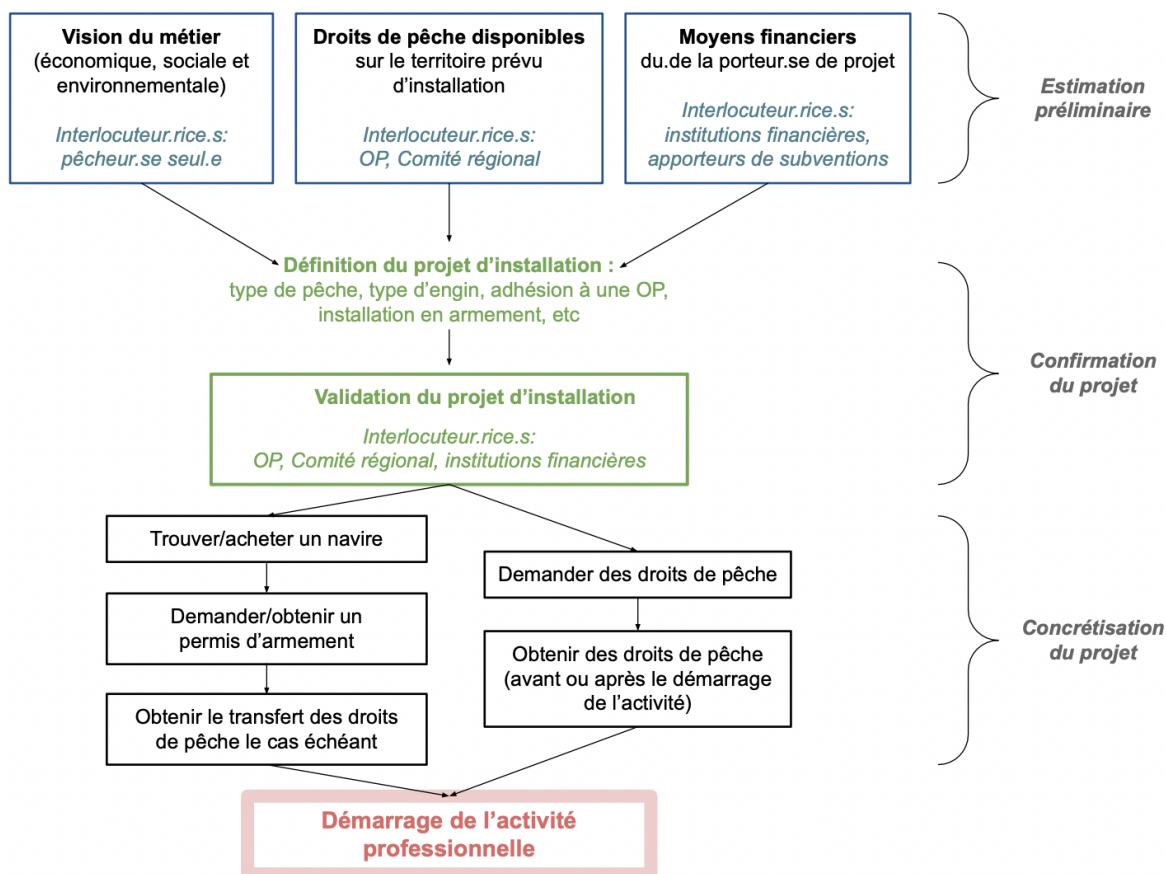 Vision du métier
(économique, sociale et
environnementale)
Interlocuteur.rice.s:
pêcheur.se seul.e
Droits de pêche disponibles
sur le territoire prévu
d’installation
Interlocuteur.rice.s:
OP, Comité régional
Moyens financiers
du.de la porteur.se de projet
Interlocuteur.rice.s:
institutions financières,
apporteurs de subventions
Estimation
préliminaire
Définition du projet d’installation :
type de pêche, type d’engin, adhésion à une OP,
installation en armement, etc
Validation du projet d’installation
Interlocuteur.rice.s:
OP, Comité régional, institutions financières
Confirmation
du projet
Trouver/acheter un navire
Demander/obtenir un
permis d’armement
Obtenir le transfert des droits
de pêche le cas échéant
Demander des droits de pêche
Obtenir des droits de pêche
(avant ou après le démarrage
de l’activité)
Concrétisation
du projet
Démarrage de l’activité
professionnelle